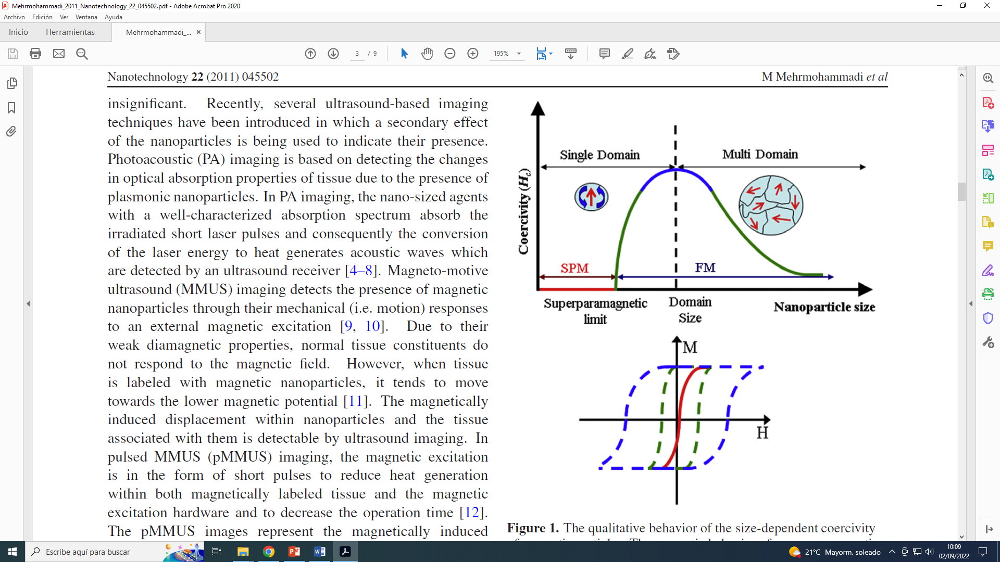 Mehrmohammadi_2011_Nanotechnology_22_045502.pdf - Adobe Acrobat Pro 2020
Archivo Edición Ver Ventana Ayuda
Inicio Herramientas Mehrmohammadi_... ×
3 / 9 195%
Nanotechnology 22 (2011) 045502 M Mehrmohammadi et al
insignificant. Recently, several ultrasound-based imaging
techniques have been introduced in which a secondary effect
of the nanoparticles is being used to indicate their presence.
Photoacoustic (PA) imaging is based on detecting the changes
in optical absorption properties of tissue due to the presence of
plasmonic nanoparticles. In PA imaging, the nano-sized agents
with a well-characterized absorption spectrum absorb the
irradiated short laser pulses and consequently the conversion
of the laser energy to heat generates acoustic waves which
are detected by an ultrasound receiver [4–8]. Magneto-motive
ultrasound (MMUS) imaging detects the presence of magnetic
nanoparticles through their mechanical (i.e. motion) responses
to an external magnetic excitation [9, 10]. Due to their
weak diamagnetic properties, normal tissue constituents do
not respond to the magnetic field. However, when tissue
is labeled with magnetic nanoparticles, it tends to move
towards the lower magnetic potential [11]. The magnetically
induced displacement within nanoparticles and the tissue
associated with them is detectable by ultrasound imaging. In
pulsed MMUS (pMMUS) imaging, the magnetic excitation
is in the form of short pulses to reduce heat generation
within both magnetically labeled tissue and the magnetic
excitation hardware and to decrease the operation time [12].
The pMMUS images represent the magnetically induced
Single Domain Multi Domain
Coercivity (Hc)
SPM FM
Superparamagnetic
limit
Domain
Size
Nanoparticle size
M
H
Figure 1. The qualitative behavior of the size-dependent coercivity
Escribe aquí para buscar
21°C Mayorm. soleado
10:09
02/09/2022